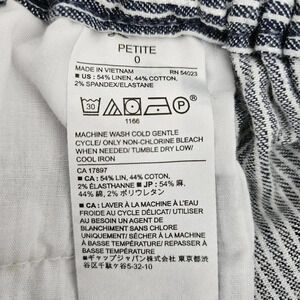 PETITE
0
MADE IN VIETNAM RN 54023
■ US : 54% LINEN, 44% COTTON,
2% SPANDEX/ELASTANE
30
P
1166
MACHINE WASH COLD GENTLE
CYCLE/ ONLY NON-CHLORINE BLEACH
WHEN NEEDED/ TUMBLE DRY LOW/
COOL IRON
CA 17897
■ CA : 54% LIN, 44% COTON,
2% ÉLASTHANNE ■ JP : 54% 麻,
44% 綿, 2% ポリウレタン
■ CA : LAVER À LA MACHINE À L'EAU
FROIDE AU CYCLE DÉLICAT/ UTILISER
AU BESOIN UN AGENT DE
BLANCHIMENT SANS CHLORE
UNIQUEMENT/ SÉCHER À LA MACHINE
À BASSE TEMPÉRATURE/ REPASSER À
BASSE TEMPÉRATURE
■ギャップジャパン株式会社 東京都渋
谷区千駄ケ谷5-32-10